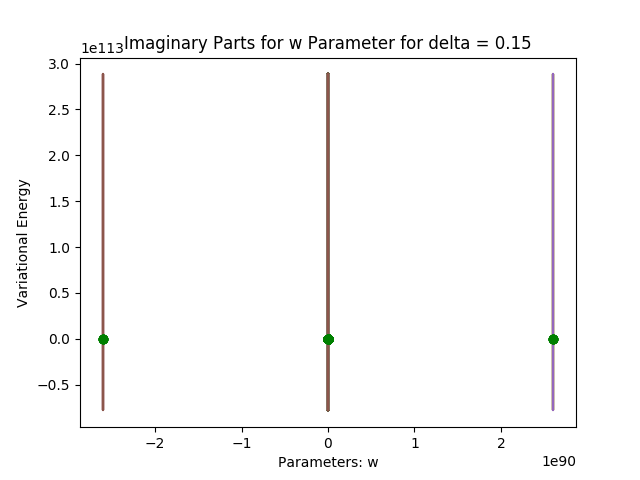 Imaginary Parts for w Parameter for delta = 0.15
1e113
3.0
2.5
2.0
1.5
1.0
0.5
0.0
−0.5
Variational Energy
−2
−1
0
1
2
1e90
Parameters: w